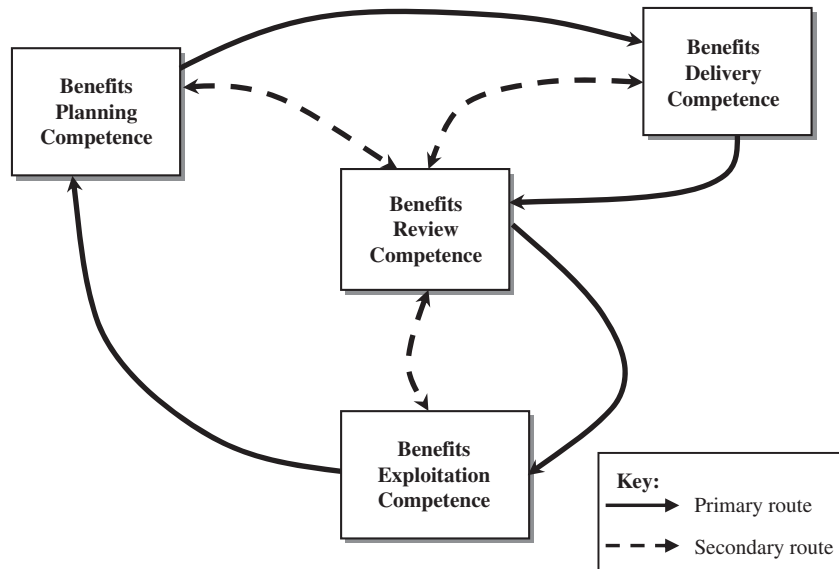 Benefits
Planning
Competence
Benefits
Delivery
Competence
Benefits
Review
Competence
Benefits
Exploitation
Competence
Key:
Primary route
Secondary route